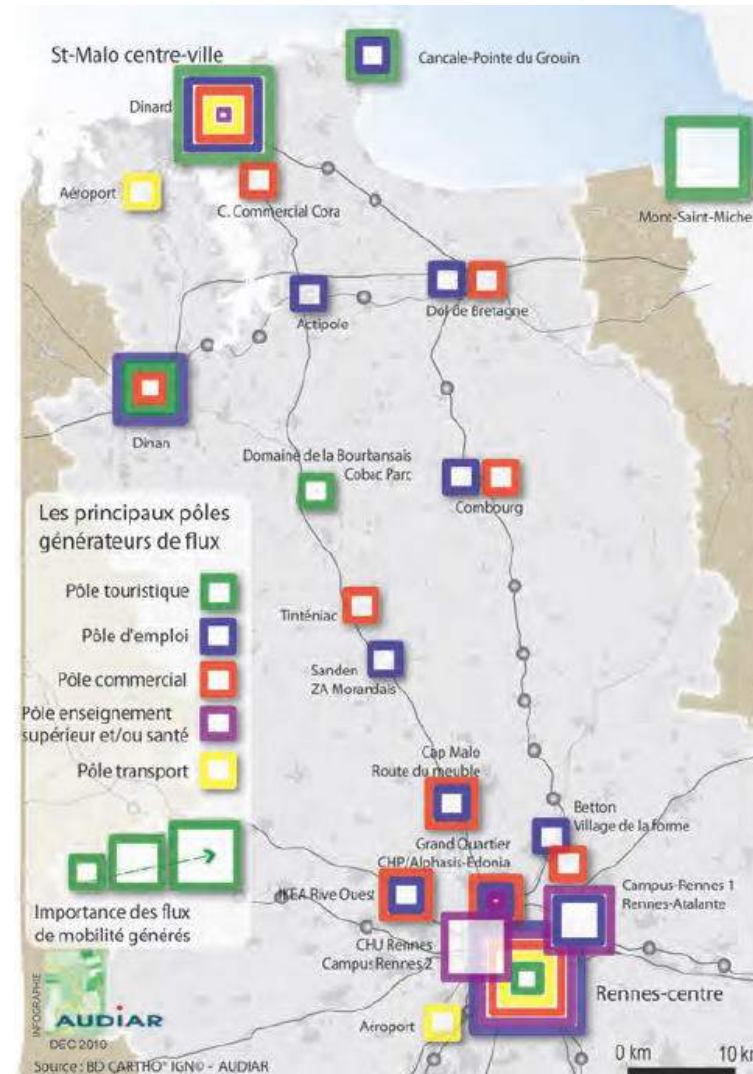 St-Malo centre-ville
Cancale-Pointe du Grouin
Dinard
Aéroport
C. Commercial Cora
Mont-Saint-Miche
Actipole
Dol de Bretagne
Dinan
Domaine de la Bourbansais
Cobac Parc
Combourg
Les principaux pôles
générateurs de flux
Pôle touristique
Pôle d'emploi
Pôle commercial
Pôle enseignement
supérieur et/ou santé
Pôle transport
Importance des flux
de mobilité générés
Tinténiac
Sanden
ZA Morandais
Cap Malo
Route du meuble
Betton
Village de la forme
Grand Quartier
CHP/Alphasis-Edonia
IKEA Rive Ouest
Campus-Rennes 1
Rennes-Atalante
CHU Rennes
Campus Rennes 2
Rennes-centre
Aéroport
INFOGRAPHIE
AUDIAR
DEC 2010
Source : BD CARTHO® IGN© - AUDIAR
0 km
10 km